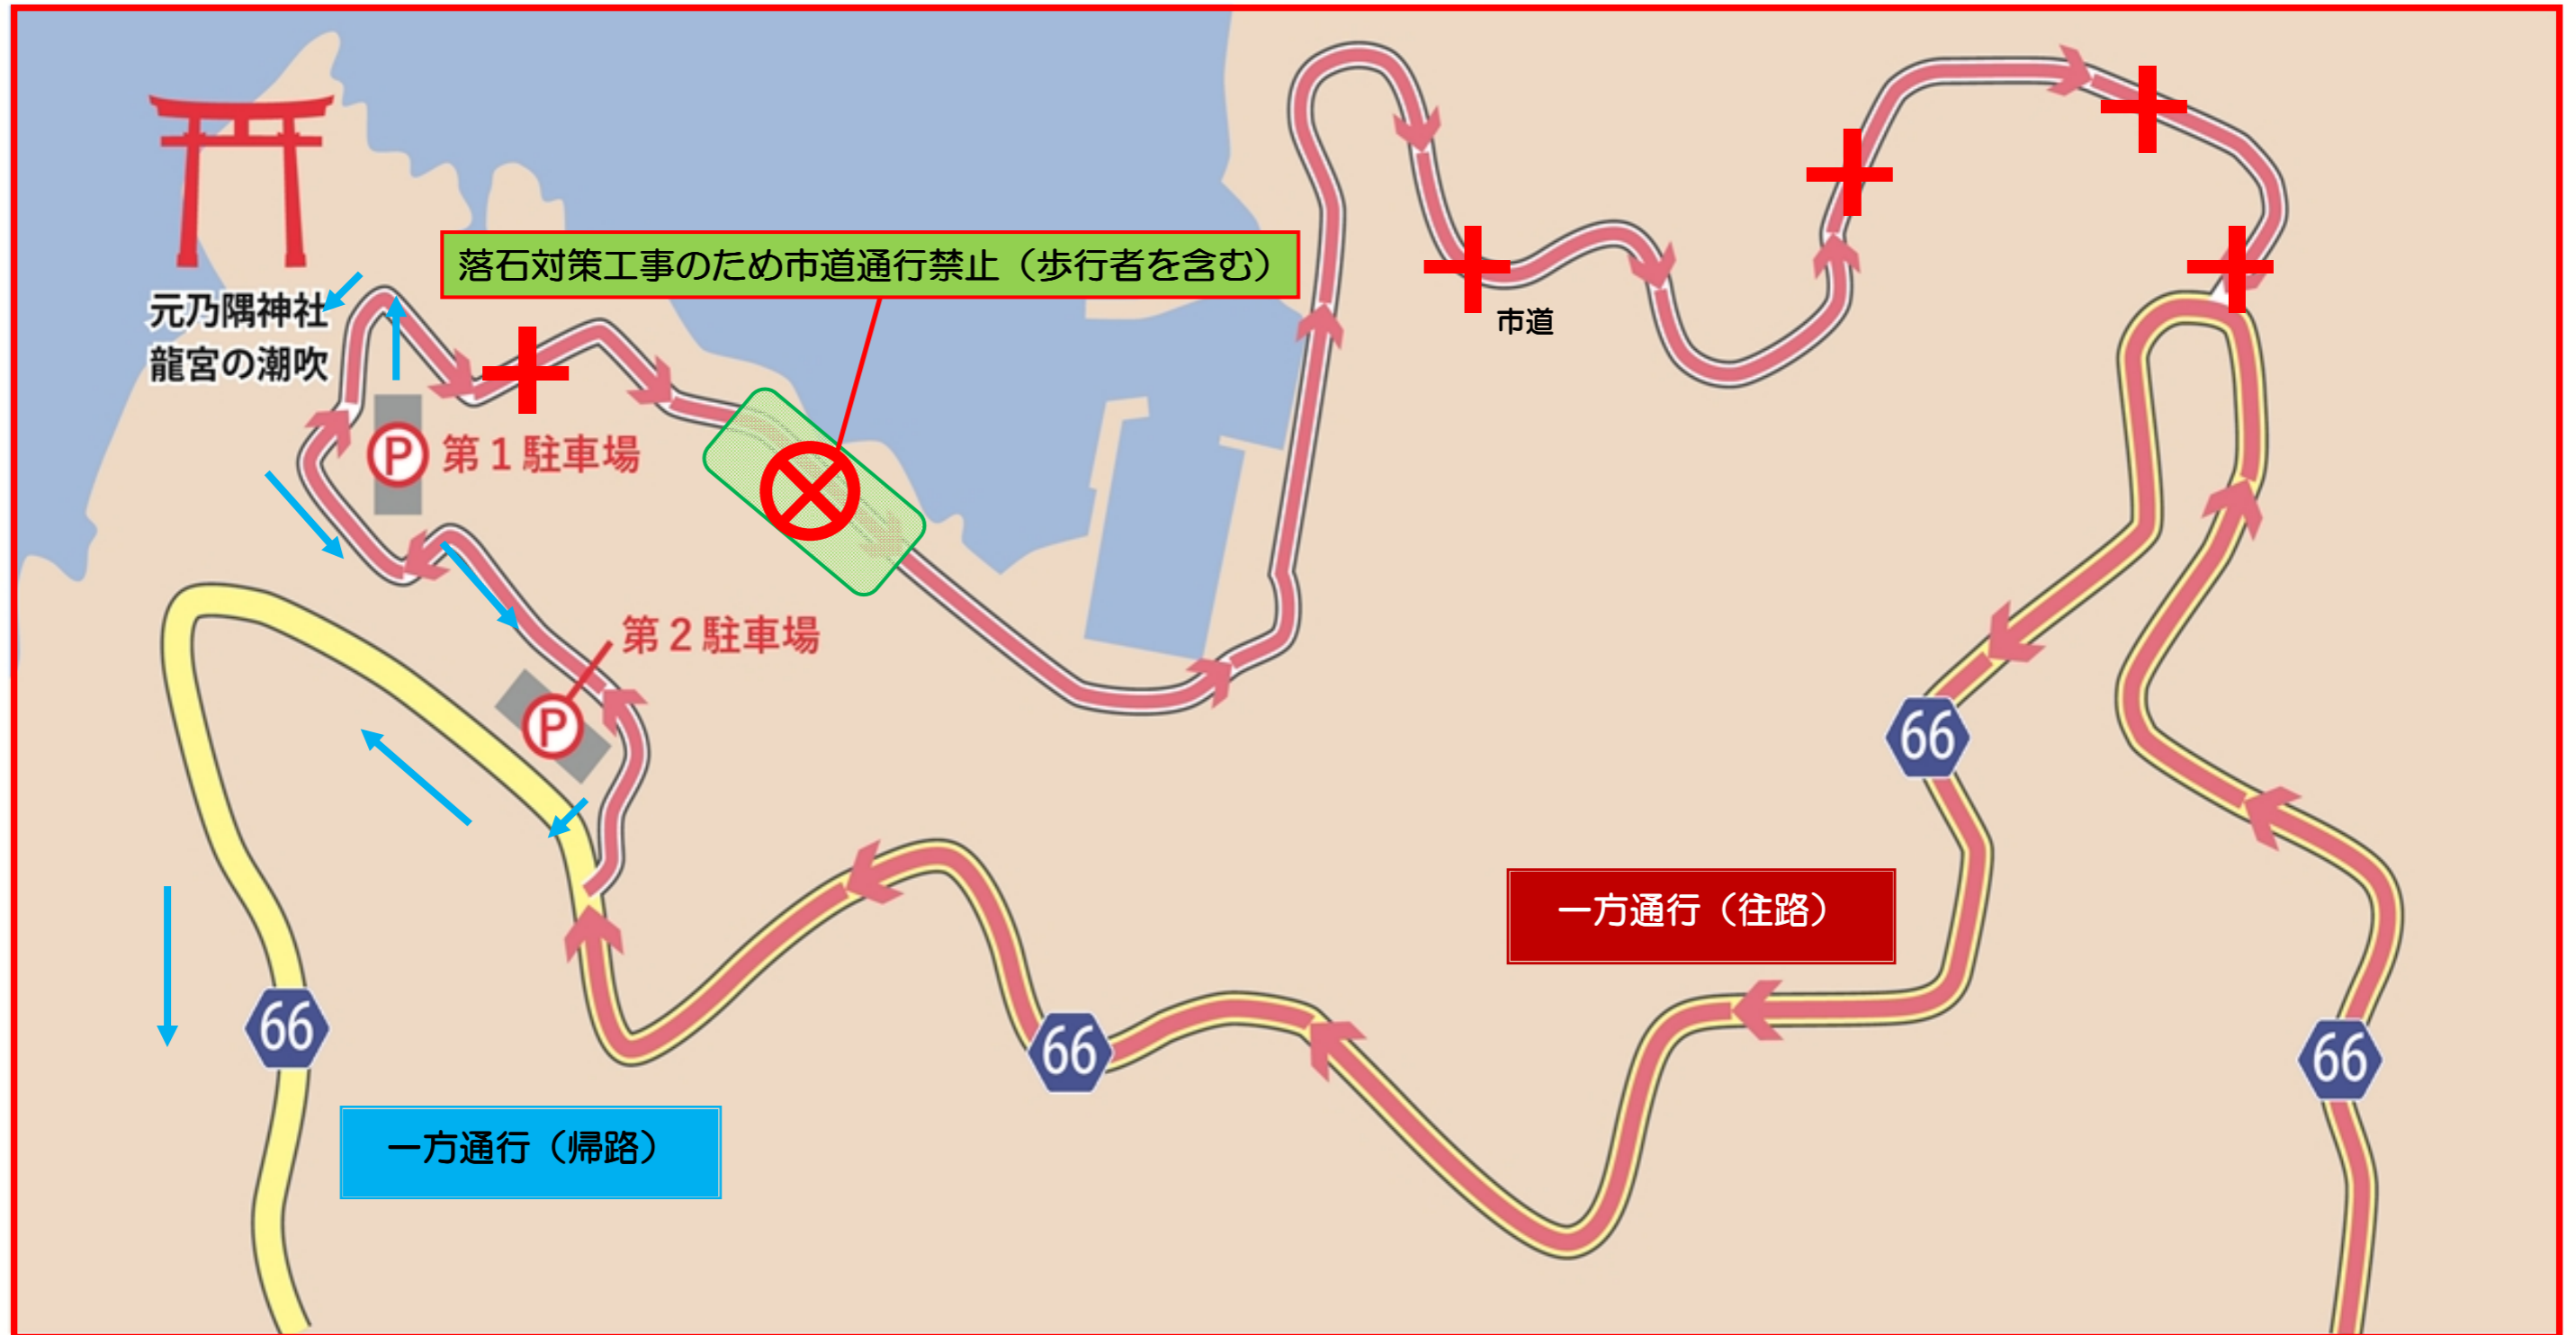 落石対策工事のため市道通行禁止（歩行者を含む）
元乃隅神社
龍宮の潮吹
市道
P
第1駐車場
第2駐車場
P
66
一方通行（往路）
66
66
66
一方通行（帰路）